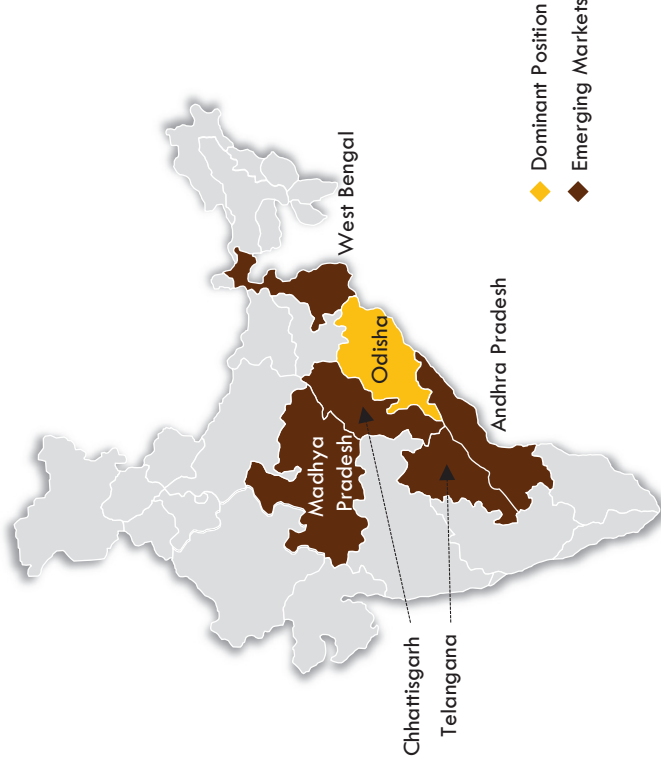 Madhya
Pradesh
West Bengal
Odisha
Chhattisgarh
Telangana
Andhra Pradesh
Dominant Position
Emerging Markets